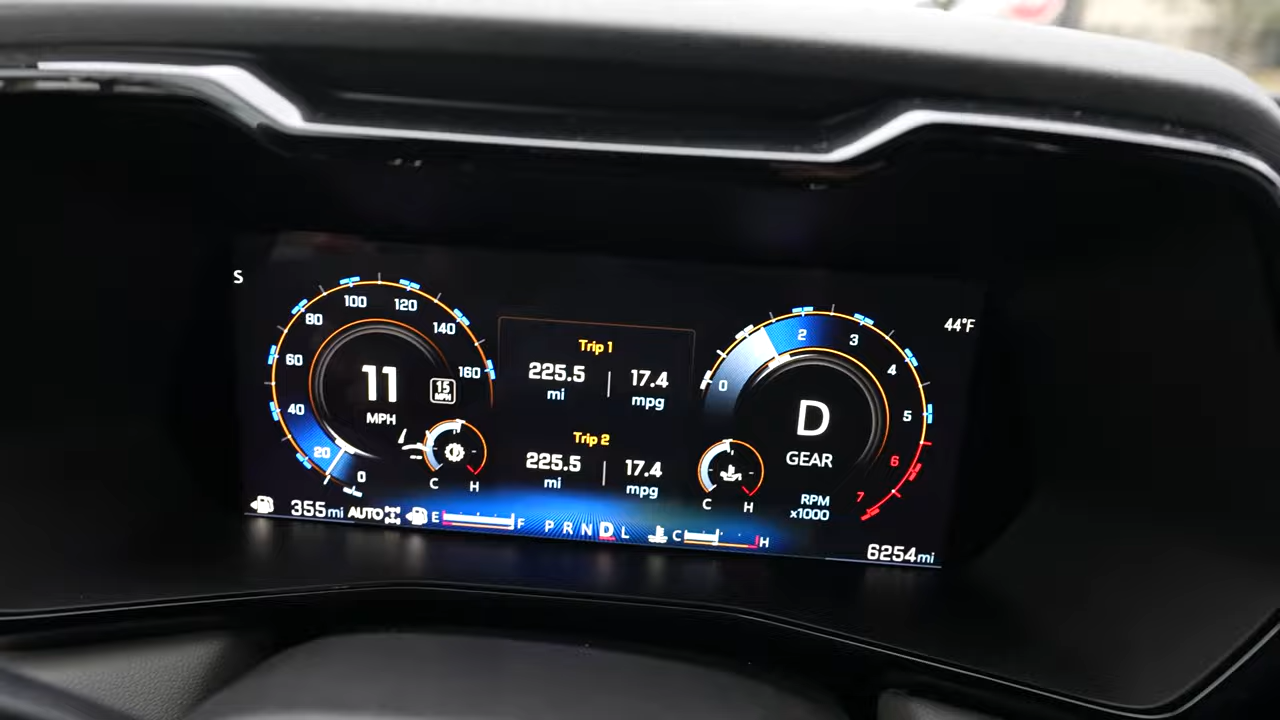 S
44°F
0
20
40
60
80
100
120
140
160
11
MPH
15
MPH
C H
Trip 1
225.5 | 17.4
mi mpg
Trip 2
225.5 | 17.4
mi mpg
0
2
3
4
5
6
7
D
GEAR
RPM
x1000
C H
355mi AUTO E F
P R N D L
C H
6254mi